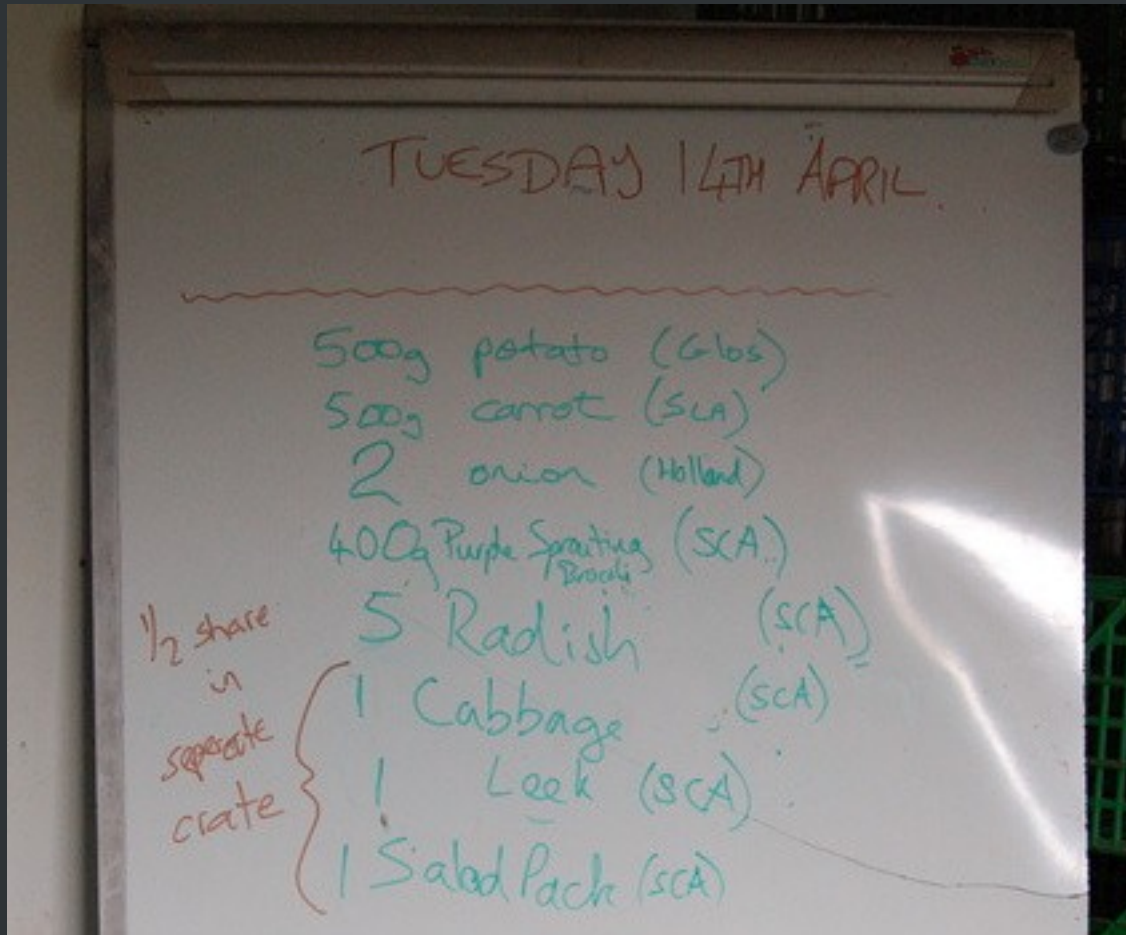 TUESDAY 14TH APRIL.
500g potato (Glos)
500g carrot (SCA)
2 onion (Holland)
400g Purple Sprouting (SCA)
Brocoli
5 Radish (SCA)
1 Cabbage (SCA)
1 Leek (SCA)
1 Salad Pack (SCA)
1/2 share
in
seperate
crate